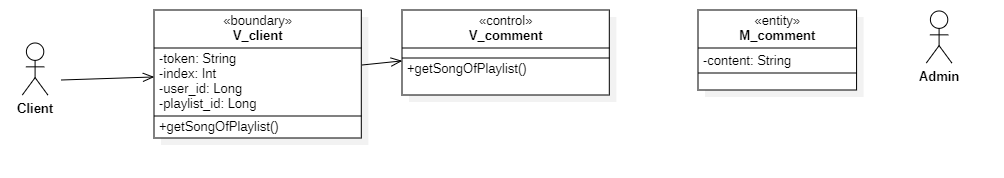 Client
«boundary»
V_client
-token: String
-index: Int
-user_id: Long
-playlist_id: Long
+getSongOfPlaylist()
«control»
V_comment
+getSongOfPlaylist()
«entity»
M_comment
-content: String
Admin